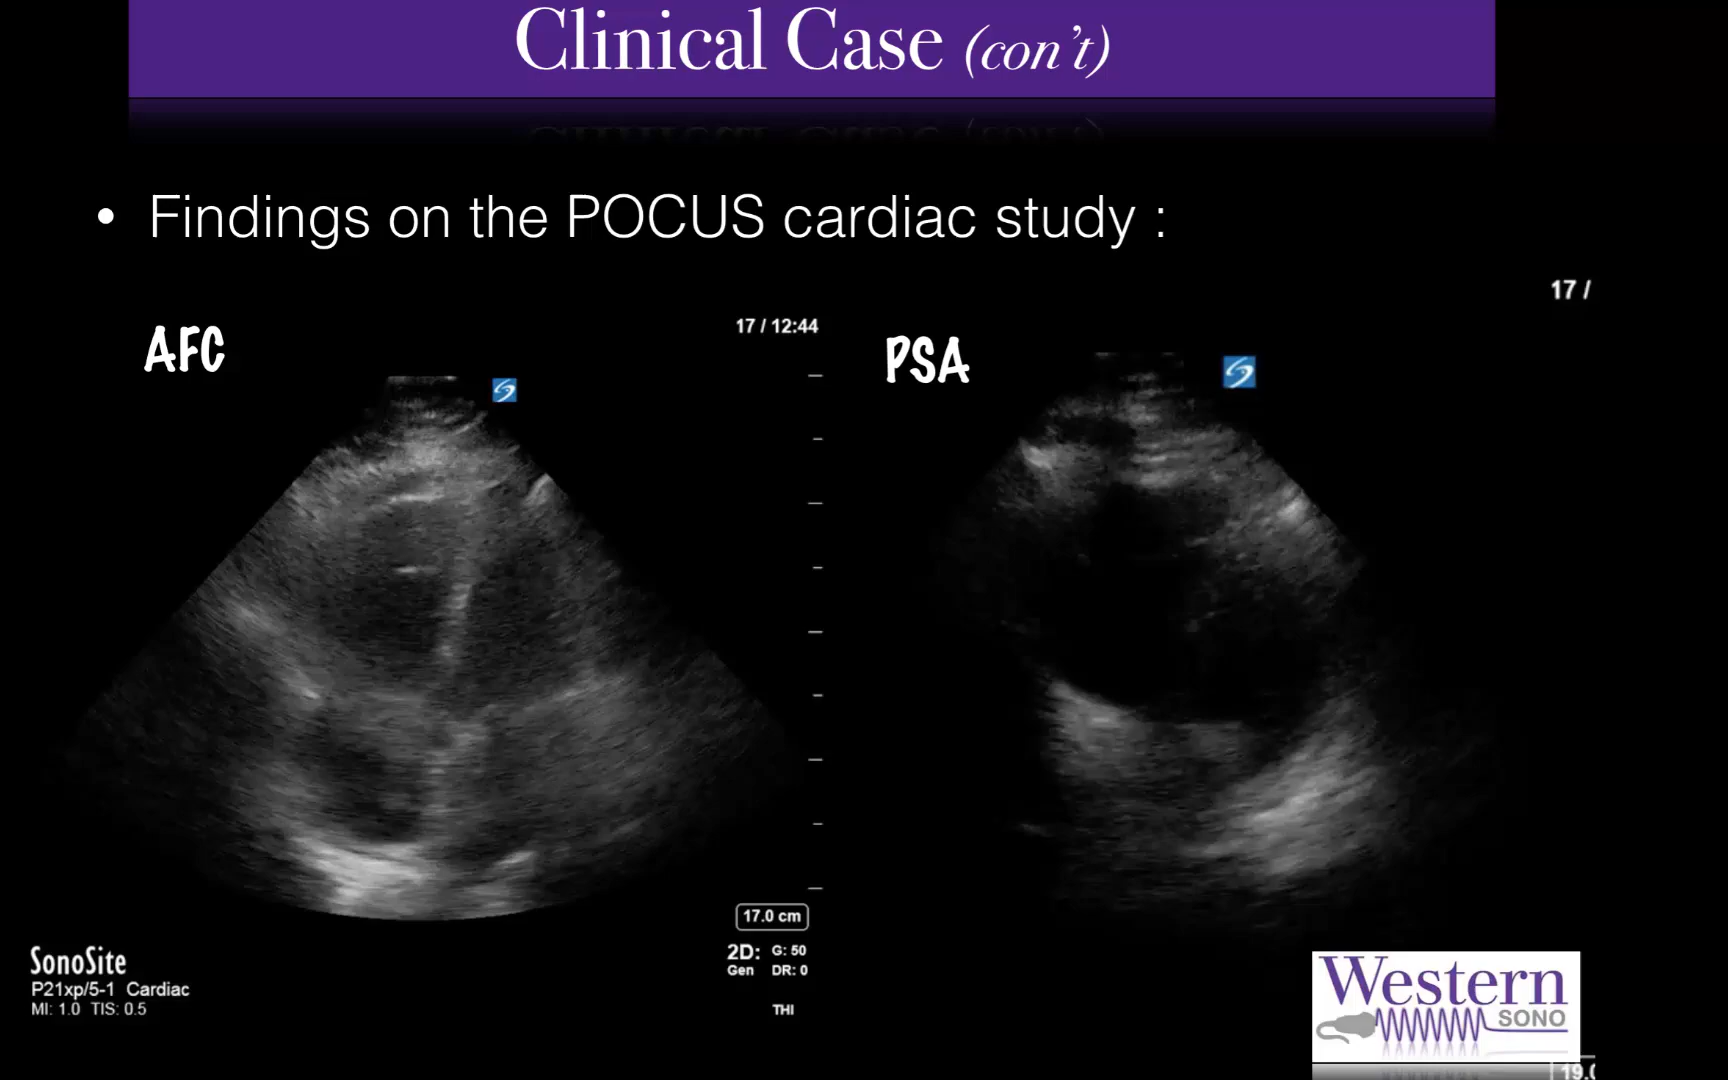 Clinical Case (con't)
• Findings on the POCUS cardiac study :
17 /
AFC
17 / 12:44
PSA
17.0 cm
2D: G: 50
Gen DR: 0
THI
SonoSite
P21xp/5-1 Cardiac
MI: 1.0 TIS: 0.5
Western
SONO